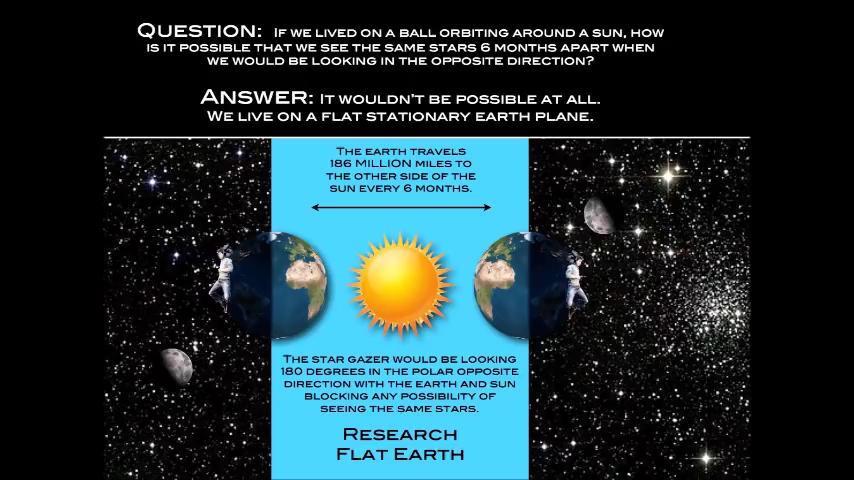 QUESTION: IF WE LIVED ON A BALL ORBITING AROUND A SUN, HOW
IS IT POSSIBLE THAT WE SEE THE SAME STARS 6 MONTHS APART WHEN
WE WOULD BE LOOKING IN THE OPPOSITE DIRECTION?
ANSWER: IT WOULDN'T BE POSSIBLE AT ALL.
WE LIVE ON A FLAT STATIONARY EARTH PLANE.
THE EARTH TRAVELS
186 MILLION MILES TO
THE OTHER SIDE OF THE
SUN EVERY 6 MONTHS.
THE STAR GAZER WOULD BE LOOKING
180 DEGREES IN THE POLAR OPPOSITE
DIRECTION WITH THE EARTH AND SUN
BLOCKING ANY POSSIBILITY OF
SEEING THE SAME STARS.
RESEARCH
FLAT EARTH